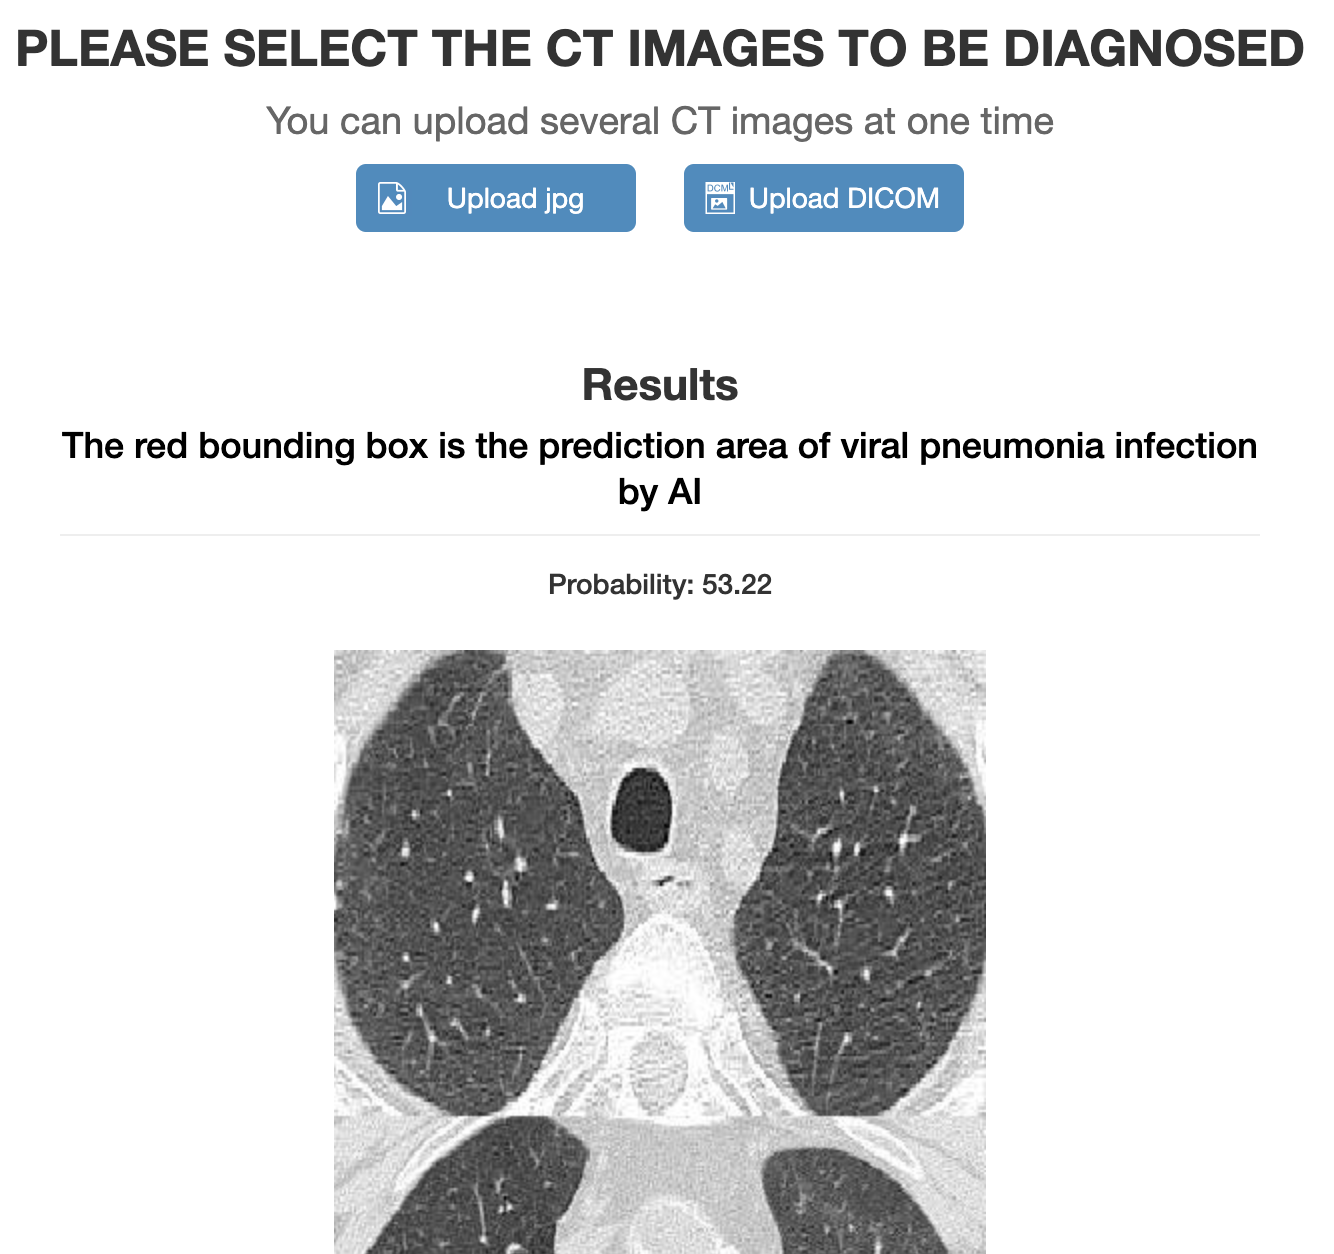 PLEASE SELECT THE CT IMAGES TO BE DIAGNOSED
You can upload several CT images at one time
Upload jpg
DCM Upload DICOM
Results
The red bounding box is the prediction area of viral pneumonia infection
by AI
Probability: 53.22